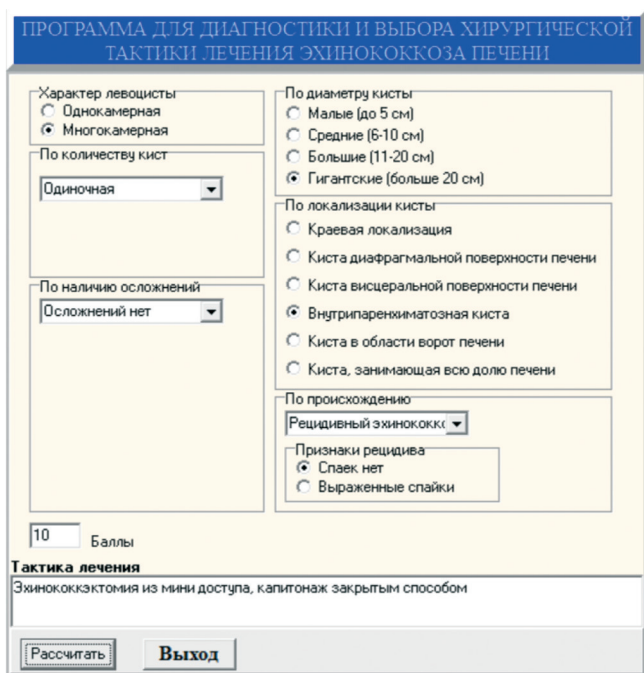 ПРОГРАММА ДЛЯ ДИАГНОСТИКИ И ВЫБОРА ХИРУРГИЧЕСКОЙ
ТАКТИКИ ЛЕЧЕНИЯ ЭХИНОКОККОЗА ПЕЧЕНИ
Характер левоцисты
Однокамерная
Многокамерная
По количеству кист
Одиночная
По наличию осложнений
Осложнений нет
По диаметру кисты
Малые (до 5 см)
Средние (6-10 см)
Большие (11-20 см)
Гигантские (больше 20 см)
По локализации кисты
Краевая локализация
Киста диафрагмальной поверхности печени
Киста висцеральной поверхности печени
Внутрипаренхиматозная киста
Киста в области ворот печени
Киста, занимающая всю долю печени
По происхождению
Рецидивный эхинококко
Признаки рецидива
Спаек нет
Выраженные спайки
10 Баллы
Тактика лечения
Эхинококкэктомия из мини доступа, капитонаж закрытым способом
Рассчитать Выход